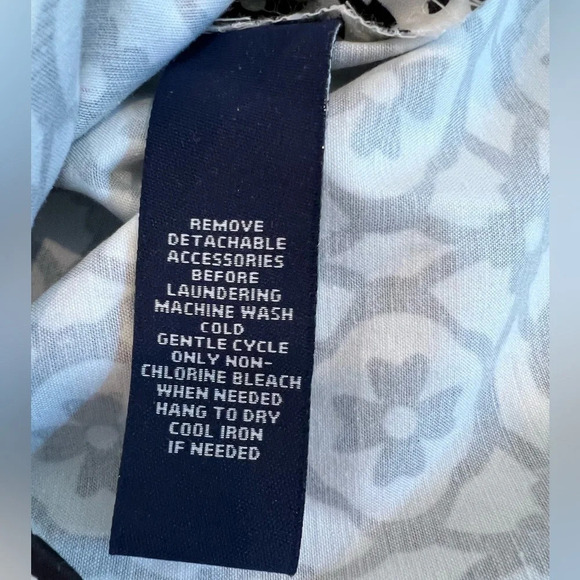 REMOVE
DETACHABLE
ACCESSORIES
BEFORE
LAUNDERING
MACHINE WASH
COLD
GENTLE CYCLE
ONLY NON-
CHLORINE BLEACH
WHEN NEEDED
HANG TO DRY
COOL IRON
IF NEEDED